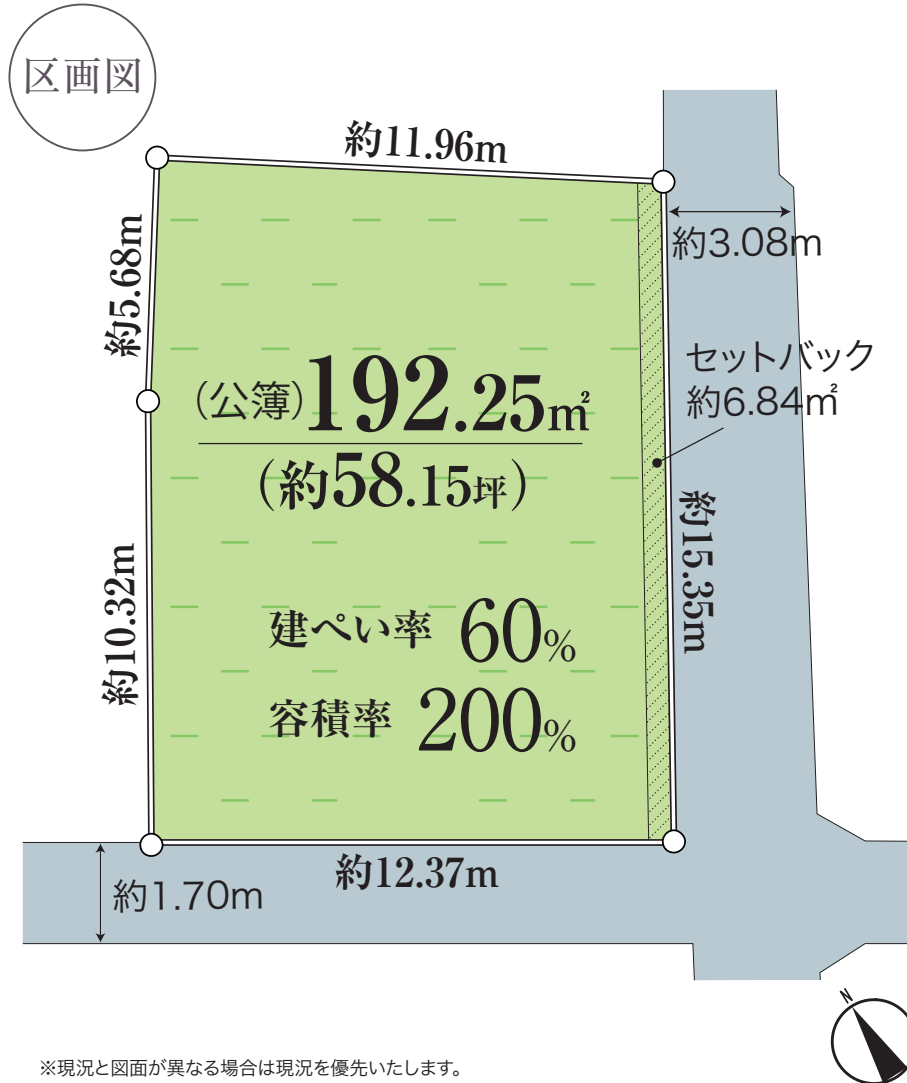 区画図
約11.96m
約5.68m
約3.08m
セットバック
約6.84㎡
(公簿)192.25㎡
(約58.15坪)
約15.35m
約10.32m
建ぺい率 60%
容積率 200%
約12.37m
約1.70m
N
※現況と図面が異なる場合は現況を優先いたします。